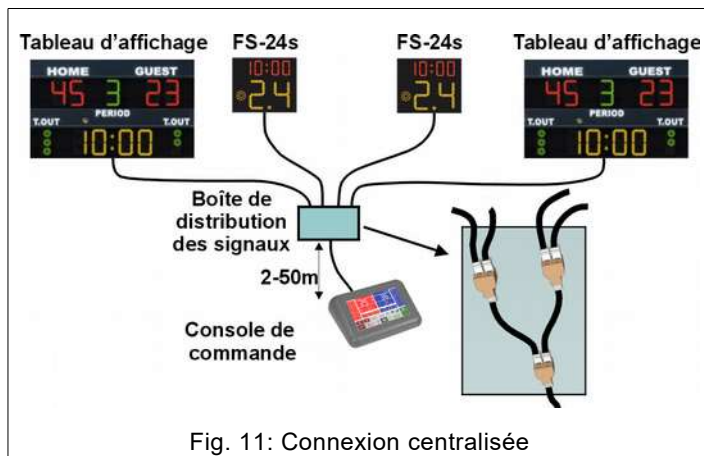 Tableau d'affichage FS-24s FS-24s Tableau d'affichage
HOME GUEST 10:00 10:00 HOME GUEST
45 3 23 2.4 2.4 45 3 23
PERIOD PERIOD
T.OUT T.OUT T.OUT T.OUT
10:00 10:00
Boîte de
distribution
des signaux
2-50m
Console de
commande
Fig. 11: Connexion centralisée